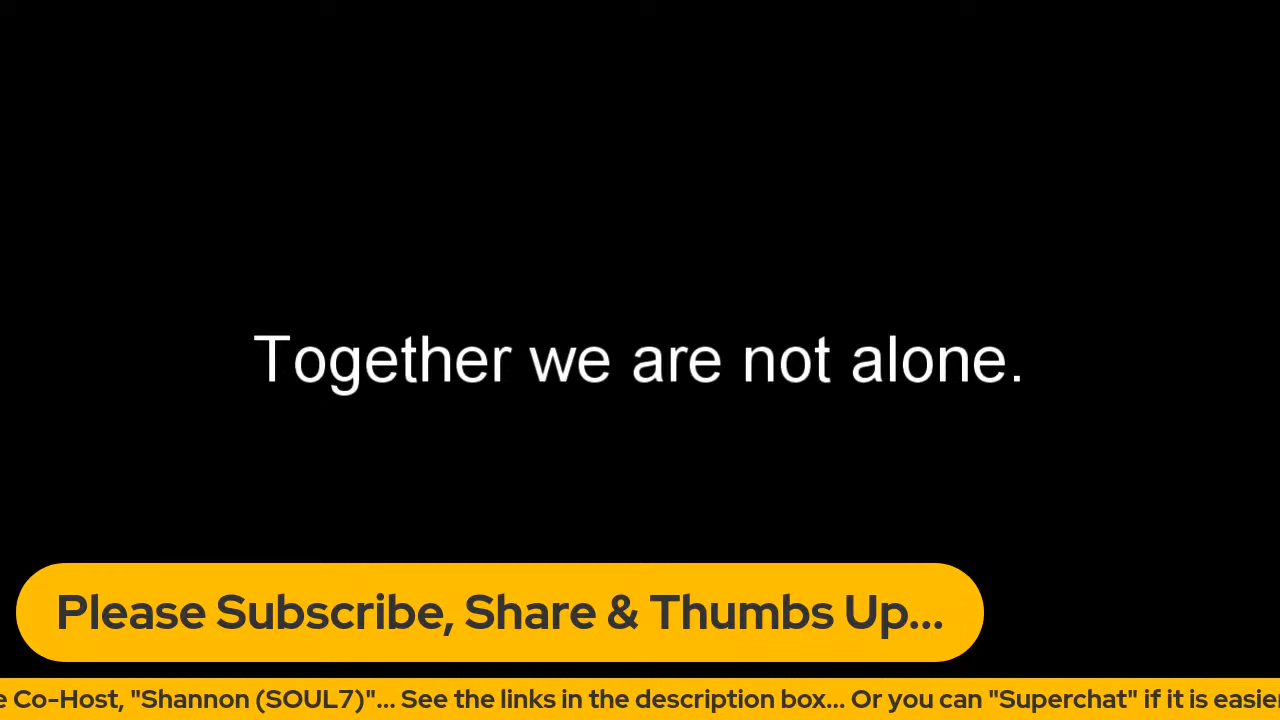 Together we are not alone.
Please Subscribe, Share & Thumbs Up...
e Co-Host, "Shannon (SOUL7)"... See the links in the description box... Or you can "Superchat" if it is easier